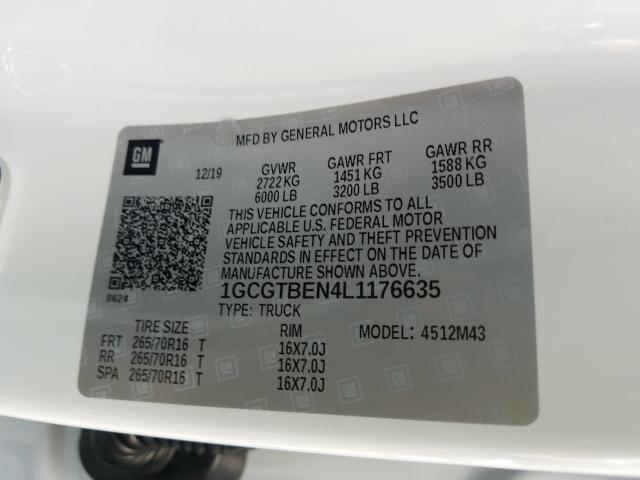 MFD BY GENERAL MOTORS LLC
GM
12/19
GVWR
2722 KG
6000 LB
GAWR FRT
1451 KG
3200 LB
GAWR RR
1588 KG
3500 LB
THIS VEHICLE CONFORMS TO ALL
APPLICABLE U.S. FEDERAL MOTOR
VEHICLE SAFETY AND THEFT PREVENTION
STANDARDS IN EFFECT ON THE DATE OF
MANUFACTURE SHOWN ABOVE.
8624
1GCGTBEN4L1176635
TYPE: TRUCK
MODEL: 4512M43
TIRE SIZE
RIM
FRT 265/70R16 T 16X7.0J
RR 265/70R16 T 16X7.0J
SPA 265/70R16 T 16X7.0J